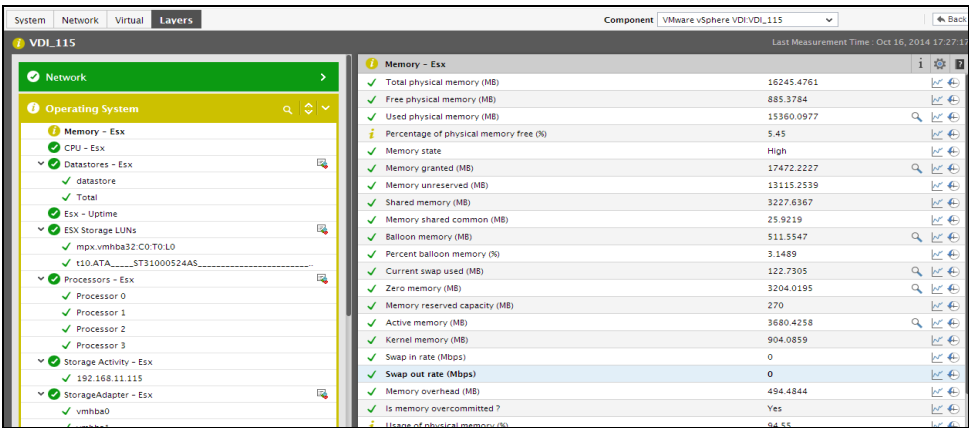 System Network Virtual Layers Component VMware vSphere VDI:VDI_115 Back
VDI_115 Last Measurement Time : Oct 16, 2014 17:27:17
Network
Operating System
Memory - Esx
CPU - Esx
Datastores - Esx
datastore
Total
Esx - Uptime
ESX Storage LUNs
mpx.vmhba32:C0:T0:L0
t10.ATA_____ST31000524AS________________________..
Processors - Esx
Processor 0
Processor 1
Processor 2
Processor 3
Storage Activity - Esx
192.168.11.115
StorageAdapter - Esx
vmhba0
Memory - Esx
Total physical memory (MB) 16245.4761
Free physical memory (MB) 885.3784
Used physical memory (MB) 15360.0977
Percentage of physical memory free (%) 5.45
Memory state High
Memory granted (MB) 17472.2227
Memory unreserved (MB) 13115.2539
Shared memory (MB) 3227.6367
Memory shared common (MB) 25.9219
Balloon memory (MB) 511.5547
Percent balloon memory (%) 3.1489
Current swap used (MB) 122.7305
Zero memory (MB) 3204.0195
Memory reserved capacity (MB) 270
Active memory (MB) 3680.4258
Kernel memory (MB) 904.0859
Swap in rate (Mbps) 0
Swap out rate (Mbps) 0
Memory overhead (MB) 494.4844
Is memory overcommitted ? Yes
Usage of physical memory (%) 94.55